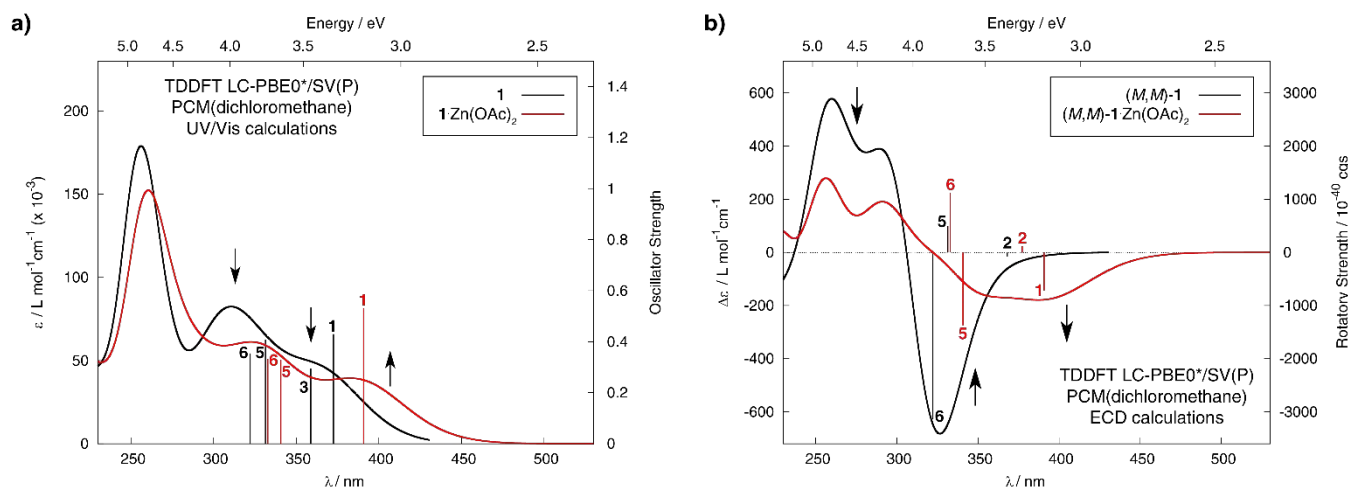 a)
Energy / eV
5.0 4.5 4.0 3.5 3.0 2.5
TDDFT LC-PBE0*/SV(P)
PCM(dichloromethane)
UV/Vis calculations
1
1·Zn(OAc)₂
ε / L mol⁻¹cm⁻¹ (x 10⁻³)
200
150
100
50
0
1.4
1.2
1
0.8
0.6
0.4
0.2
0
Oscillator Strength
1
1
6 5 6 5
3
250 300 350 400 450 500
λ / nm
b)
Energy / eV
5.0 4.5 4.0 3.5 3.0 2.5
(M,M)-1
(M,M)-1·Zn(OAc)₂
Δε / L mol⁻¹cm⁻¹
600
400
200
0
-200
-400
-600
3000
2000
1000
0
-1000
-2000
-3000
Rotatory Strength / 10⁻⁴⁰ cgs
6
5 2 2
1
5
6
TDDFT LC-PBE0*/SV(P)
PCM(dichloromethane)
ECD calculations
250 300 350 400 450 500
λ / nm